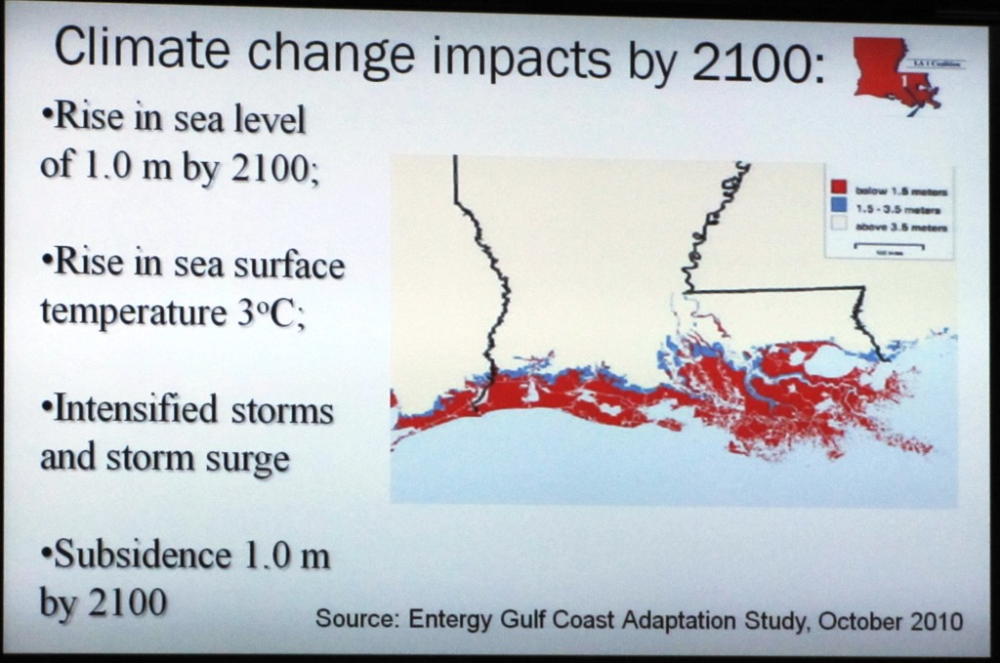 Climate change impacts by 2100:
LA 1 Coalition
1
•Rise in sea level
of 1.0 m by 2100;
•Rise in sea surface
temperature 3ºC;
•Intensified storms
and storm surge
•Subsidence 1.0 m
by 2100
below 1.5 meters
1.5 - 3.5 meters
above 3.5 meters
Source: Entergy Gulf Coast Adaptation Study, October 2010